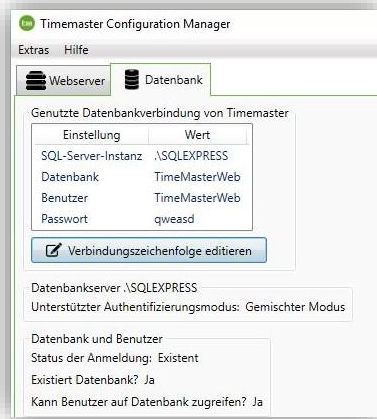 Timemaster Configuration Manager
Extras Hilfe
Webserver Datenbank
Genutzte Datenbankverbindung von Timemaster
Einstellung Wert
SQL-Server-Instanz .\SQLEXPRESS
Datenbank TimeMasterWeb
Benutzer TimeMasterWeb
Passwort qweasd
Verbindungszeichenfolge editieren
Datenbankserver .\SQLEXPRESS
Unterstützter Authentifizierungsmodus: Gemischter Modus
Datenbank und Benutzer
Status der Anmeldung: Existent
Existiert Datenbank? Ja
Kann Benutzer auf Datenbank zugreifen? Ja